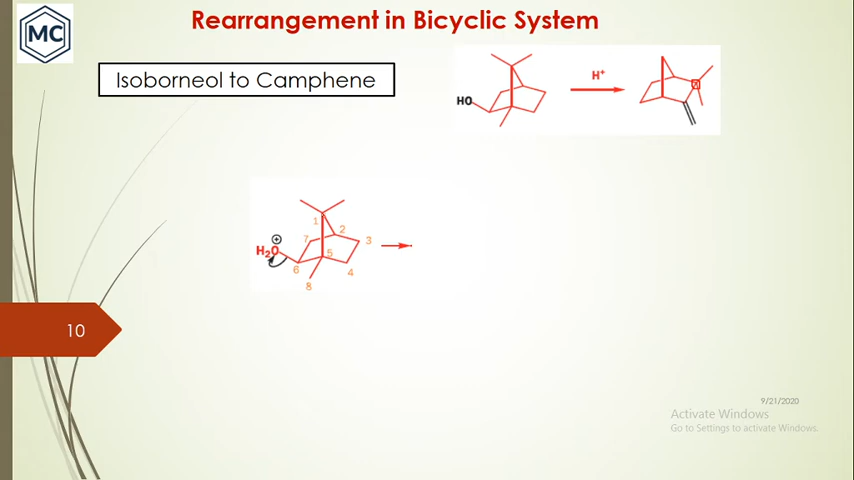 MC
Rearrangement in Bicyclic System
Isoborneol to Camphene
HO
H+
1
2
3
7
H2O
+
5
6
4
8
10
9/21/2020
Activate Windows
Go to Settings to activate Windows.